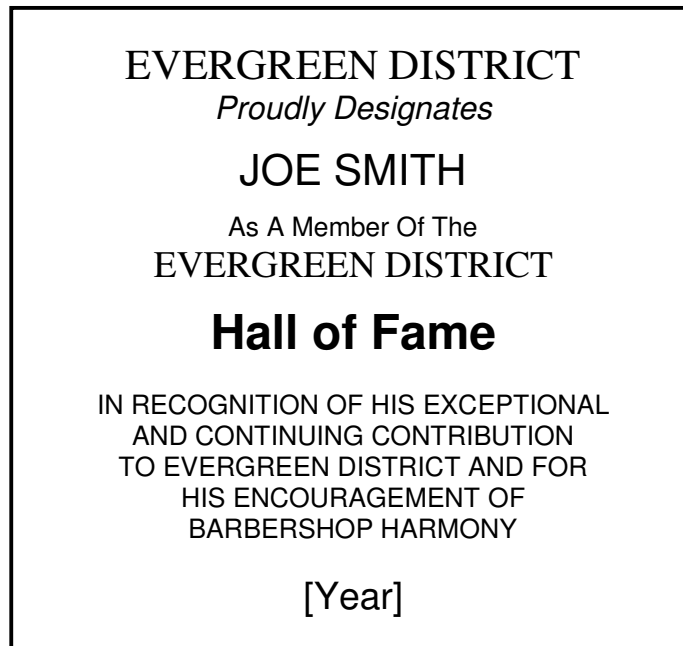 EVERGREEN DISTRICT
Proudly Designates
JOE SMITH
As A Member Of The
EVERGREEN DISTRICT
Hall of Fame
IN RECOGNITION OF HIS EXCEPTIONAL
AND CONTINUING CONTRIBUTION
TO EVERGREEN DISTRICT AND FOR
HIS ENCOURAGEMENT OF
BARBERSHOP HARMONY
[Year]